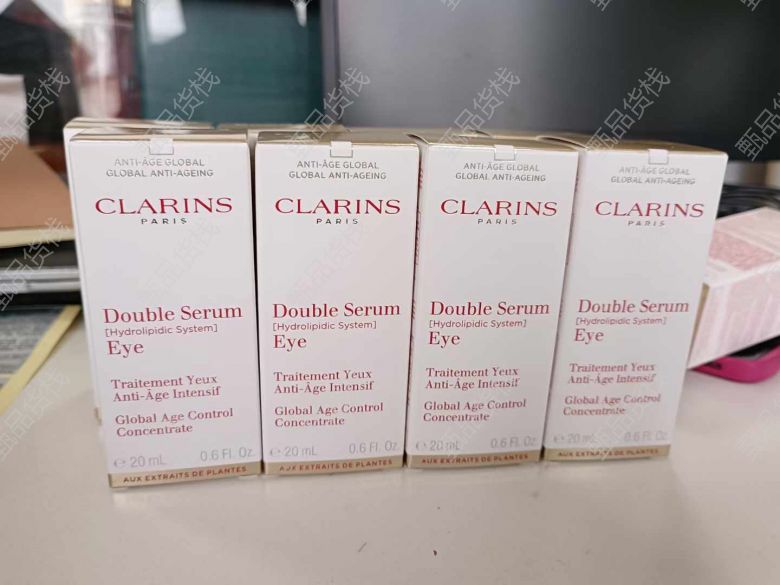 ANTI-ÂGE GLOBAL
GLOBAL ANTI-AGEING
CLARINS
PARIS
Double Serum
[Hydrolipidic System]
Eye
Traitement Yeux
Anti-Âge Intensif
Global Age Control
Concentrate
e 20 mL 0.6 Fl. Oz.
AUX EXTRAITS DE PLANTES
ANTI-ÂGE GLOBAL
GLOBAL ANTI-AGEING
CLARINS
PARIS
Double Serum
[Hydrolipidic System]
Eye
Traitement Yeux
Anti-Âge Intensif
Global Age Control
Concentrate
e 20 mL 0.6 Fl. Oz.
AUX EXTRAITS DE PLANTES
ANTI-ÂGE GLOBAL
GLOBAL ANTI-AGEING
CLARINS
PARIS
Double Serum
[Hydrolipidic System]
Eye
Traitement Yeux
Anti-Âge Intensif
Global Age Control
Concentrate
e 20 mL 0.6 Fl. Oz.
AUX EXTRAITS DE PLANTES
ANTI-ÂGE GLOBAL
GLOBAL ANTI-AGEING
CLARINS
PARIS
Double Serum
[Hydrolipidic System]
Eye
Traitement Yeux
Anti-Âge Intensif
Global Age Control
Concentrate
e 20 mL 0.6 Fl. Oz.
AUX EXTRAITS DE PLANTES
甄品货栈